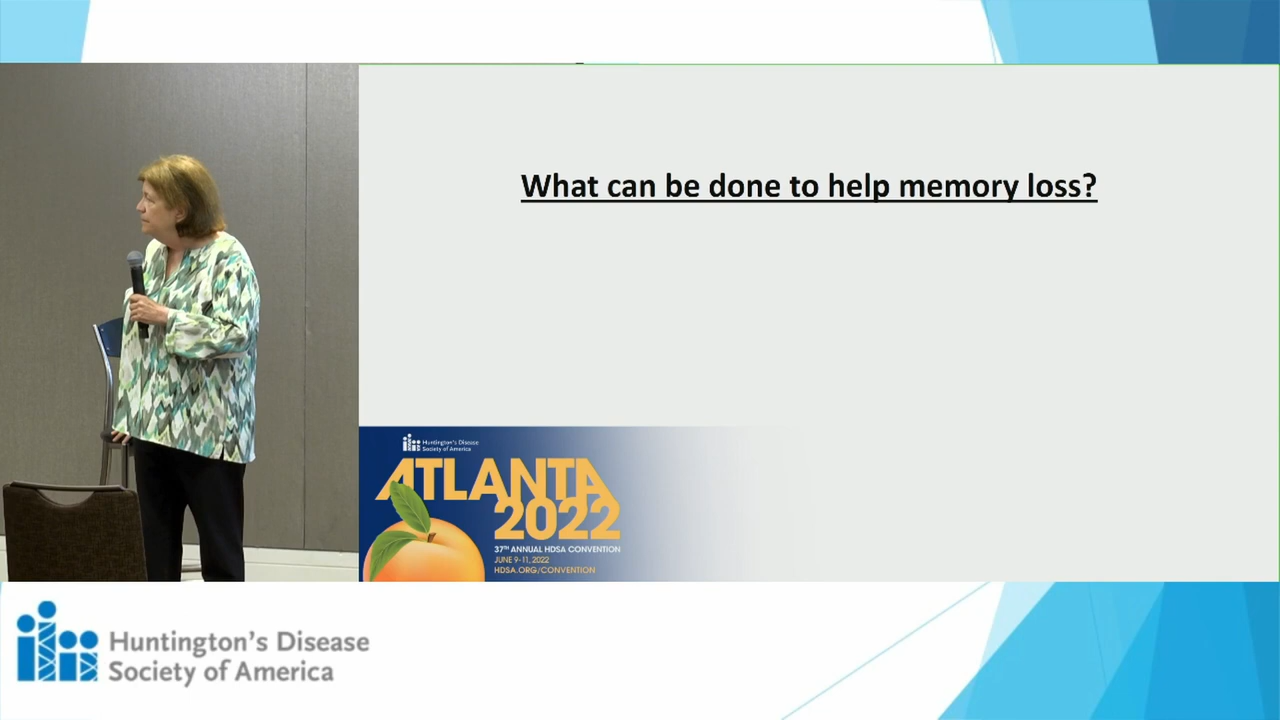 What can be done to help memory loss?
Huntington's Disease
Society of America
ATLANTA
2022
37TH ANNUAL HDSA CONVENTION
JUNE 9-11, 2022
HDSA.ORG/CONVENTION
Huntington's Disease
Society of America